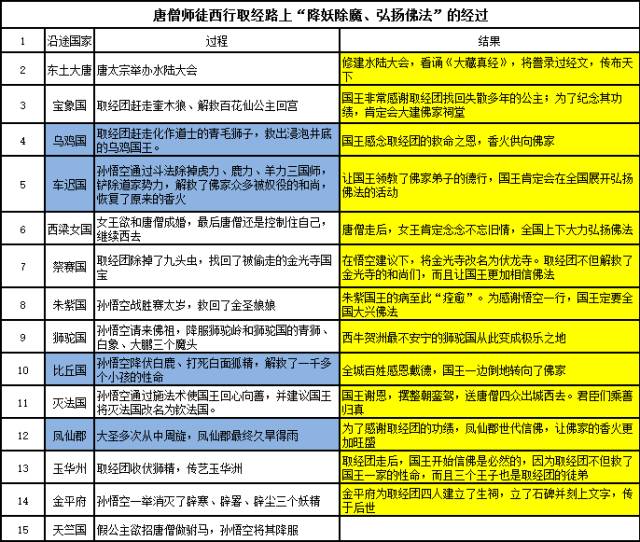 唐僧师徒西行取经路上“降妖除魔、弘扬佛法”的经过
1 沿途国家 过程 结果
2 东土大唐 唐太宗举办水陆大会
修建水陆大会，看诵《大藏真经》，将誊录过经文，传布天
下
3 宝象国 取经团赶走奎木狼、解救百花仙公主回宫
国王非常感谢取经团找回失散多年的公主；为了纪念其功
绩，肯定会大建佛家祠堂
4 乌鸡国
取经团赶走化作道士的青毛狮子，救出浸泡井底
的乌鸡国王。
国王感念取经团的救命之恩，香火供向佛家
5 车迟国
孙悟空通过斗法除掉虎力、鹿力、羊力三国师，
铲除道家势力，解救了佛家众多被奴役的和尚，
恢复了原来的香火
让国王领教了佛家弟子的德行，国王肯定会在全国展开弘扬
佛法的活动
6 西梁女国
女王欲和唐僧成婚，最后唐僧还是控制住自己，
继续西去
唐僧走后，女王肯定念念不忘旧情，全国上下大力弘扬佛法
7 祭赛国
取经团除掉了九头虫，找回了被偷走的金光寺国
宝
在悟空建议下，将金光寺改名为伏龙寺。取经团不但解救了
金光寺的和尚们，而且让国王更加相信佛法
8 朱紫国 孙悟空战胜赛太岁，救回了金圣娘娘
朱紫国王的病至此“痊愈”。为感谢悟空一行，国王定要全
国大兴佛法
9 狮驼国
孙悟空请来佛祖，降服狮驼岭和狮驼国的青狮、
白象、大鹏三个魔头
西牛贺洲最不安宁的狮驼国从此变成极乐之地
10 比丘国
孙悟空降伏白鹿、打死白面狐精，解救了一千多
个小孩的性命
全城百姓感恩戴德，国王一边倒地转向了佛家
11 灭法国
孙悟空通过施法术使国王回心向善，并建议国王
将灭法国改名为钦法国。
国王谢恩，摆整朝銮驾，送唐僧四众出城西去。君臣们秉善
归真
12 凤仙郡 大圣多次从中周旋，凤仙郡最终久旱得雨
为了感谢取经团的功绩，凤仙郡世代信佛，让佛家的香火更
加旺盛
13 玉华州 取经团收伏狮精，传艺玉华州
取经团走后，国王开始信佛是必然的，因为取经团不但救了
国王一家的性命，而且三个王子也是取经团的徒弟
14 金平府 孙悟空一举消灭了辟寒、辟暑、辟尘三个妖精
金平府为取经团四人建立了生祠，立了石碑并刻上文字，传
于后世
15 天竺国 假公主欲招唐僧做驸马，孙悟空将其降服